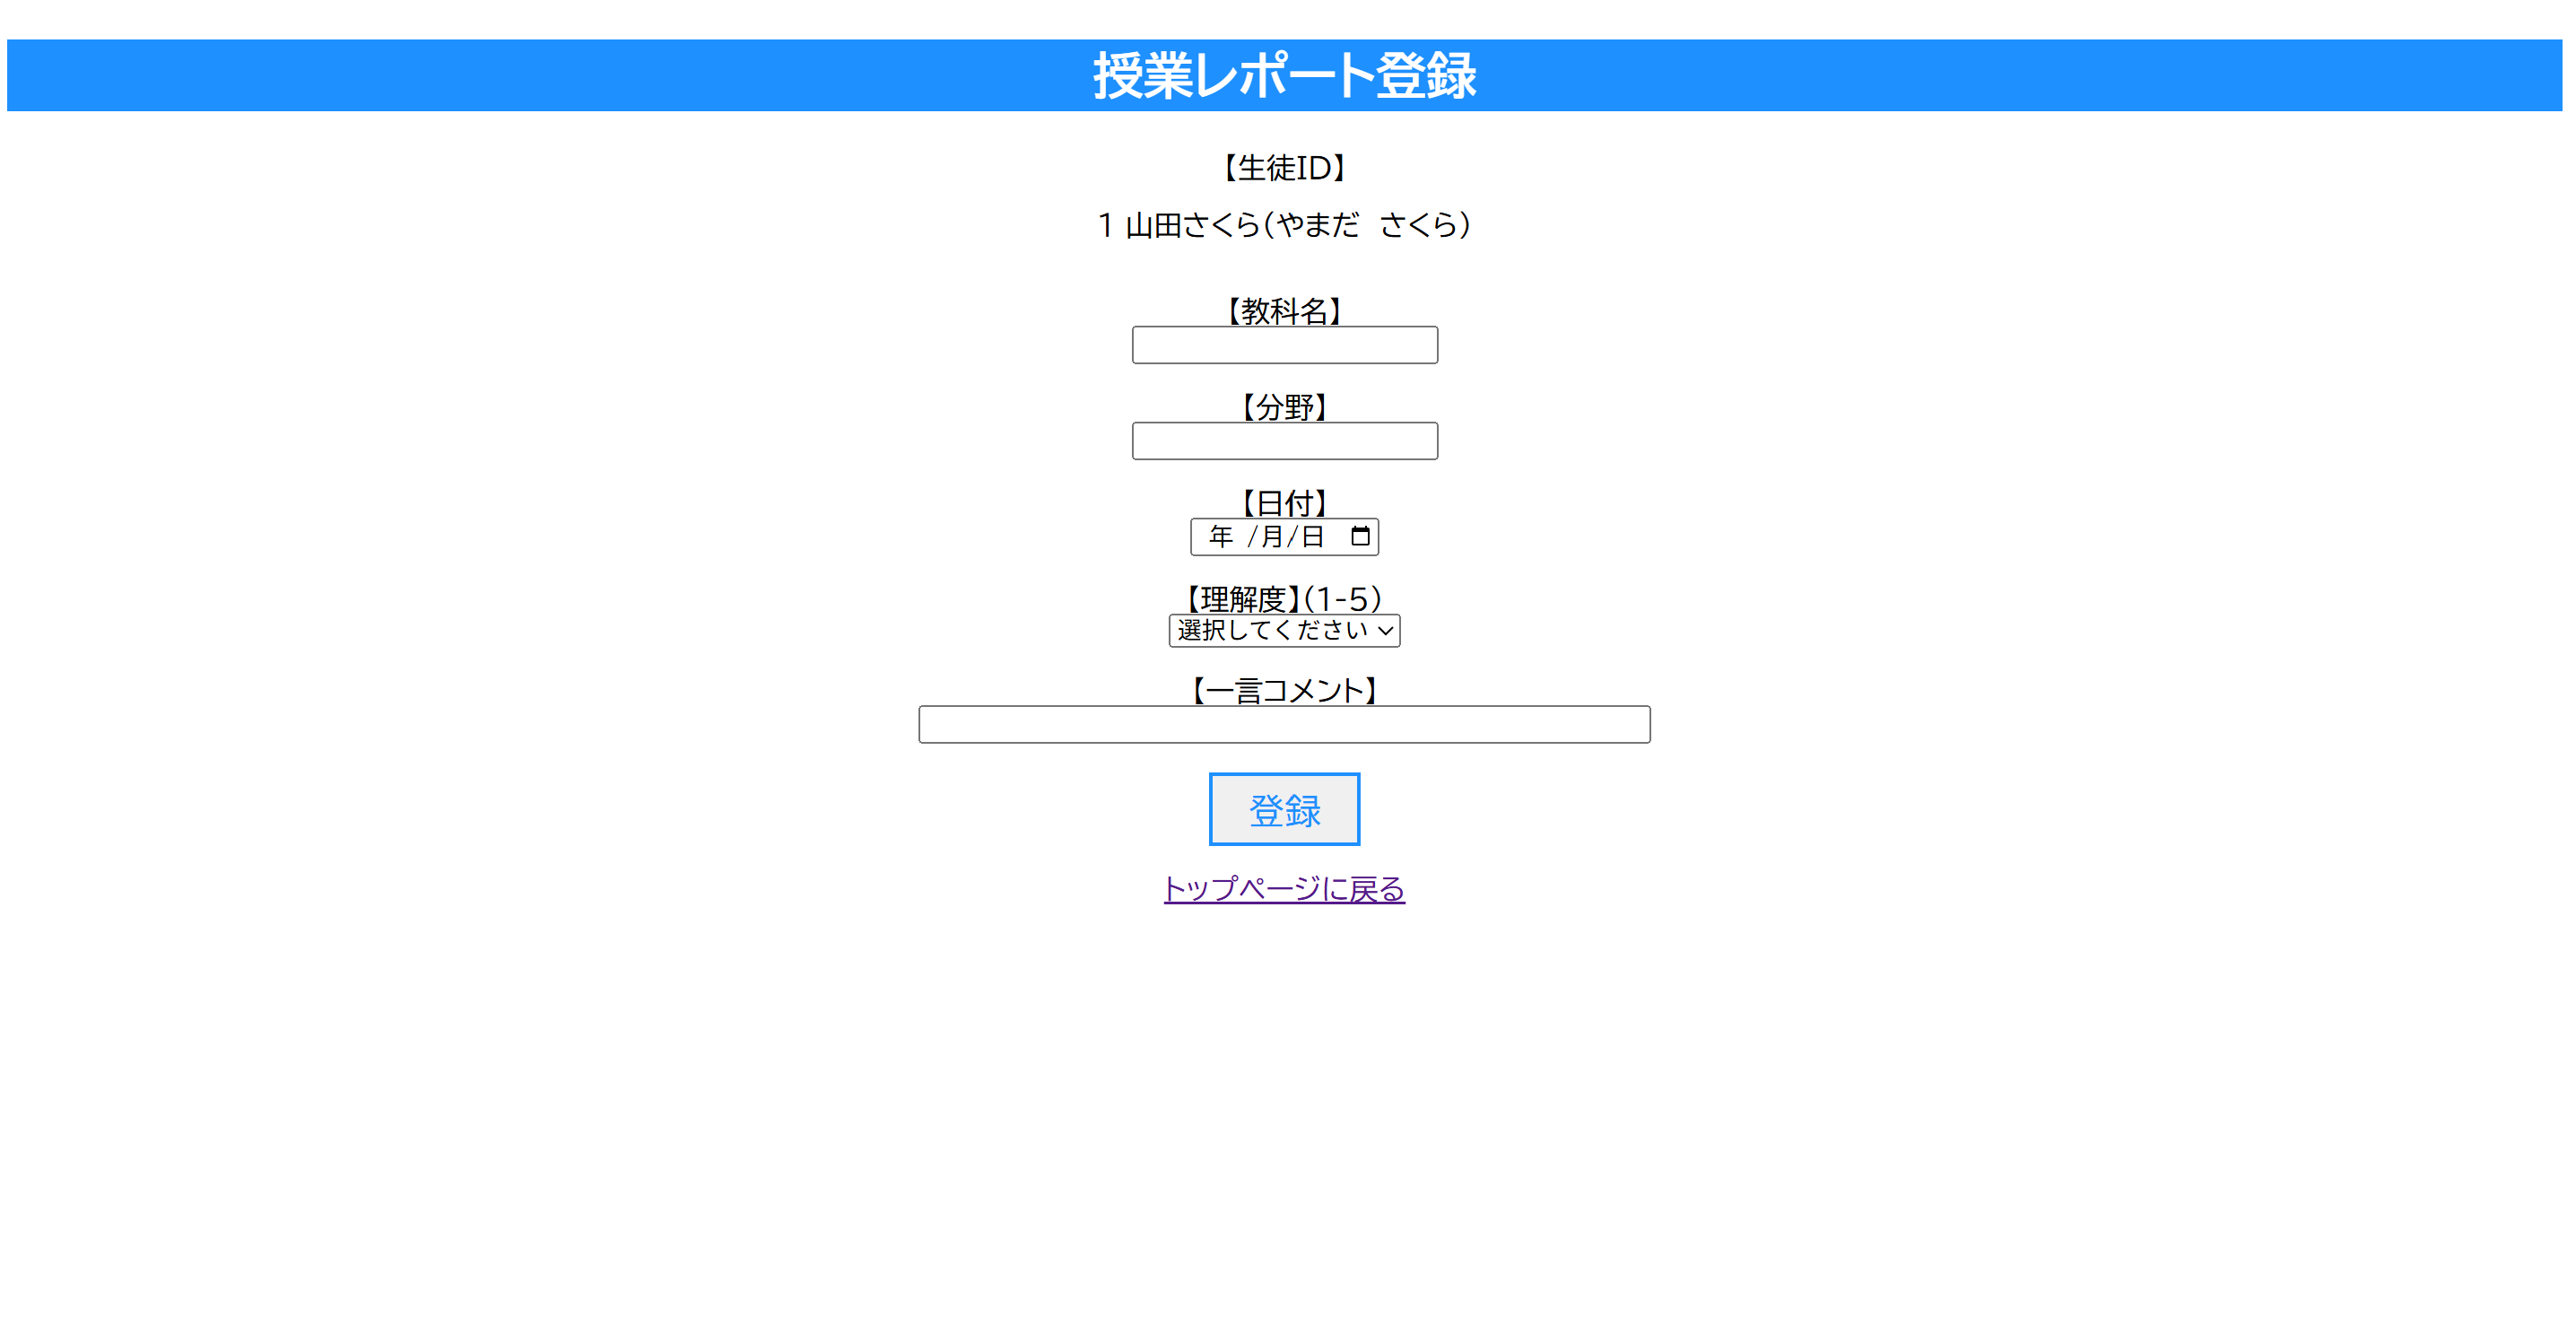 授業レポート登録
【生徒ID】
1 山田さくら(やまだ　さくら)
【教科名】
【分野】
【日付】
年 /月/日
【理解度】(1-5)
選択してください
【一言コメント】
登録
トップページに戻る